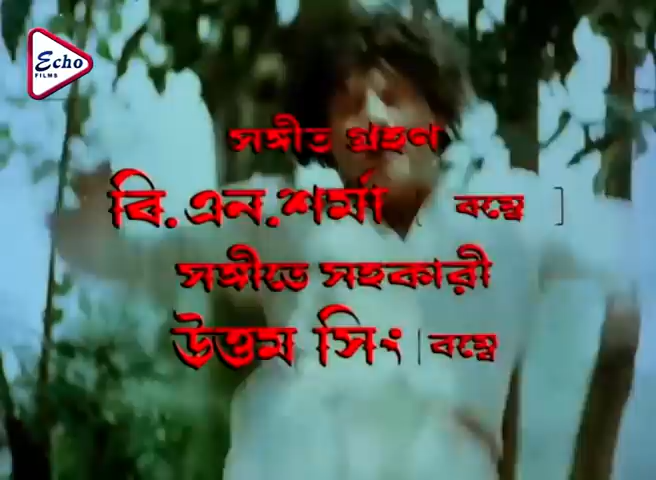 Echo
FILMS
সঙ্গীত গ্রহণ
বি.এন.শর্মা [ বম্বে ]
সঙ্গীতে সহকারী
উত্তম সিং [বম্বে